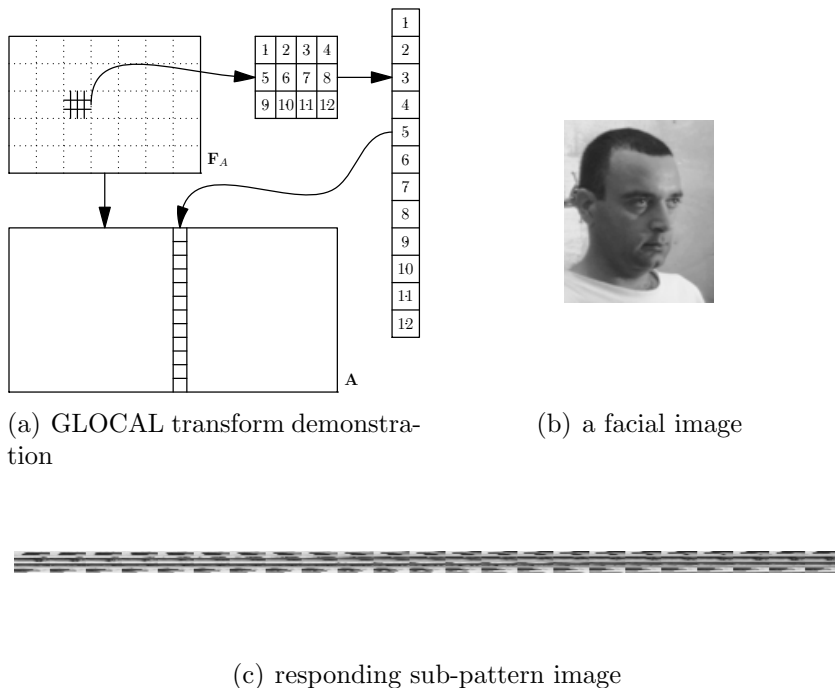 1 2 3 4
5 6 7 8
9 10 11 12
1
2
3
4
5
6
7
8
9
10
11
12
F_A
A
(a) GLOCAL transform demonstra-
tion
(b) a facial image
(c) responding sub-pattern image